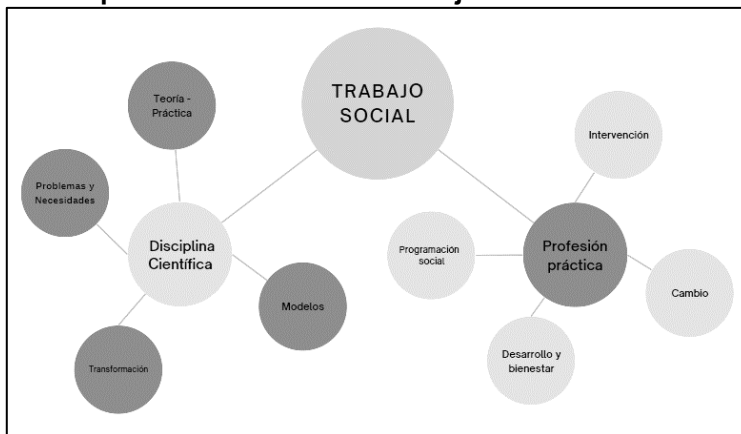 TRABAJO
SOCIAL
Teoría -
Práctica
Problemas y
Necesidades
Disciplina
Científica
Modelos
Transformación
Intervención
Programación
social
Profesión
práctica
Cambio
Desarrollo y
bienestar